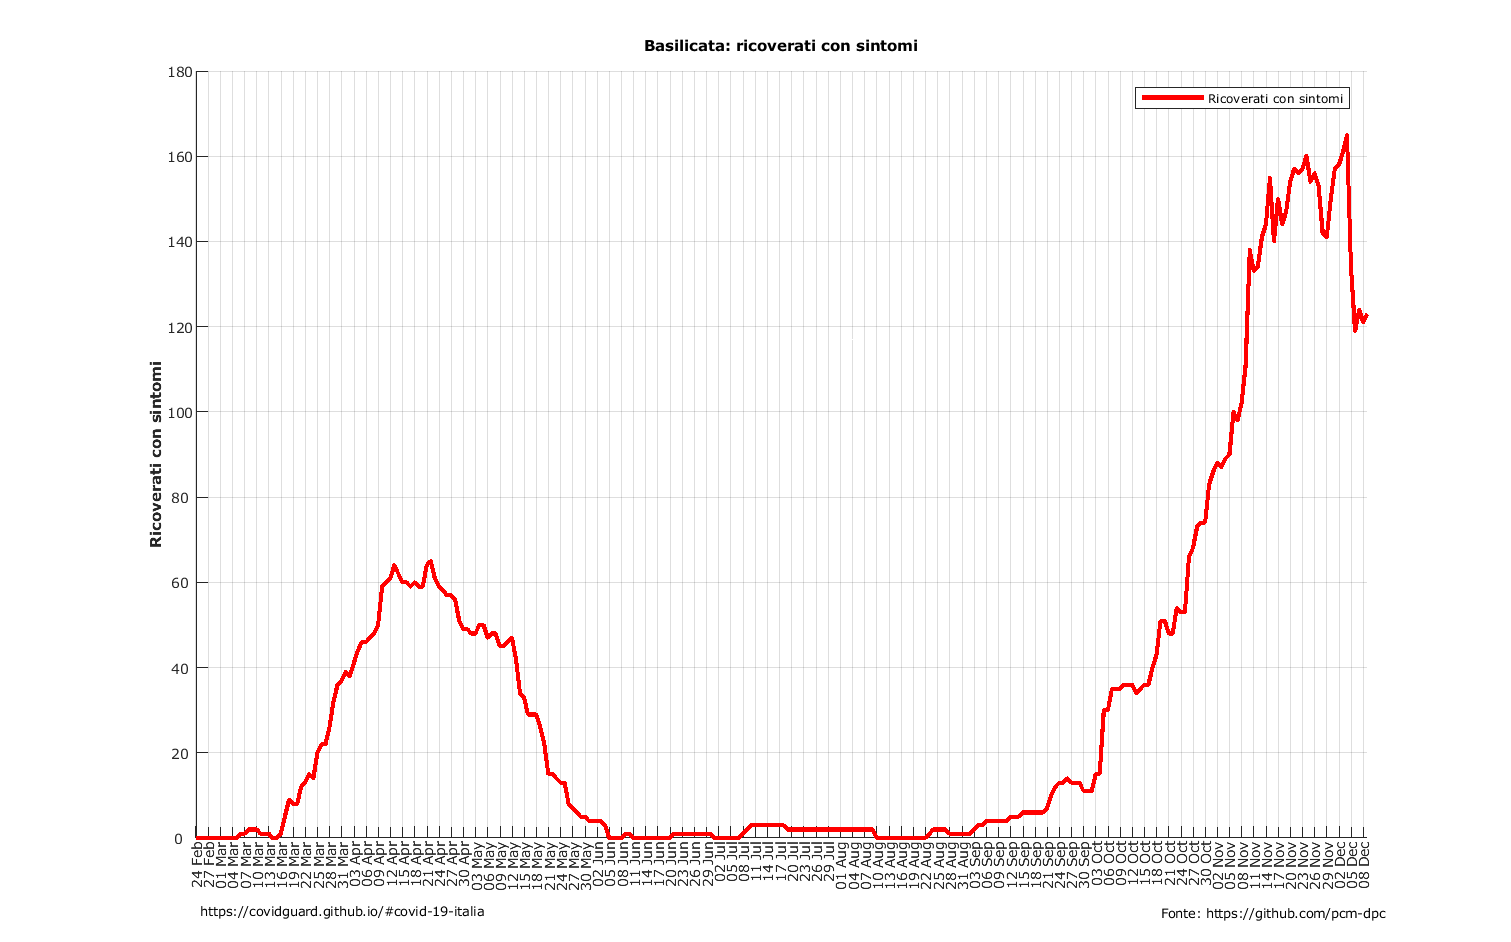 Basilicata: ricoverati con sintomi
Ricoverati con sintomi
Ricoverati con sintomi
180
160
140
120
100
80
60
40
20
0
24 Feb
27 Feb
01 Mar
04 Mar
07 Mar
10 Mar
13 Mar
16 Mar
19 Mar
22 Mar
25 Mar
28 Mar
31 Mar
03 Apr
06 Apr
09 Apr
12 Apr
15 Apr
18 Apr
21 Apr
24 Apr
27 Apr
30 Apr
03 May
06 May
09 May
12 May
15 May
18 May
21 May
24 May
27 May
30 May
02 Jun
05 Jun
08 Jun
11 Jun
14 Jun
17 Jun
20 Jun
23 Jun
26 Jun
29 Jun
02 Jul
05 Jul
08 Jul
11 Jul
14 Jul
17 Jul
20 Jul
23 Jul
26 Jul
29 Jul
01 Aug
04 Aug
07 Aug
10 Aug
13 Aug
16 Aug
19 Aug
22 Aug
25 Aug
28 Aug
31 Aug
03 Sep
06 Sep
09 Sep
12 Sep
15 Sep
18 Sep
21 Sep
24 Sep
27 Sep
30 Sep
03 Oct
06 Oct
09 Oct
12 Oct
15 Oct
18 Oct
21 Oct
24 Oct
27 Oct
30 Oct
02 Nov
05 Nov
08 Nov
11 Nov
14 Nov
17 Nov
20 Nov
23 Nov
26 Nov
29 Nov
02 Dec
05 Dec
08 Dec
https://covidguard.github.io/#covid-19-italia
Fonte: https://github.com/pcm-dpc